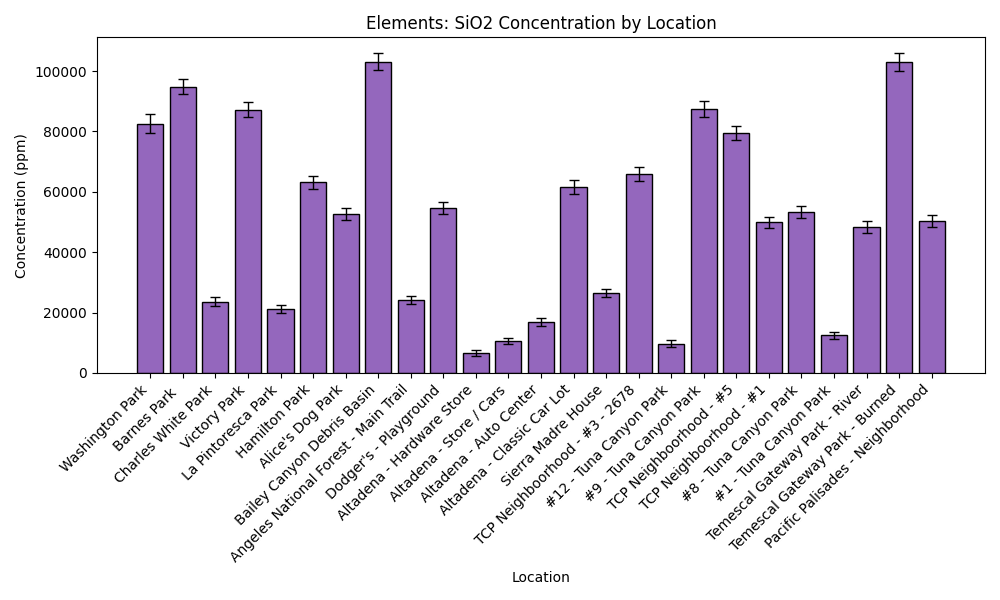 Elements: SiO2 Concentration by Location
Concentration (ppm)
100000
80000
60000
40000
20000
0
Washington Park
Barnes Park
Charles White Park
Victory Park
La Pintoresca Park
Hamilton Park
Alice's Dog Park
Bailey Canyon Debris Basin
Angeles National Forest - Main Trail
Dodger's - Playground
Altadena - Hardware Store
Altadena - Store / Cars
Altadena - Auto Center
Altadena - Classic Car Lot
Sierra Madre House
TCP Neighboorhood - #3 - 2678
#12 - Tuna Canyon Park
#9 - Tuna Canyon Park
TCP Neighboorhood - #5
TCP Neighboorhood - #1
#8 - Tuna Canyon Park
#1 - Tuna Canyon Park
Temescal Gateway Park - River
Temescal Gateway Park - Burned
Pacific Palisades - Neighborhood
Location